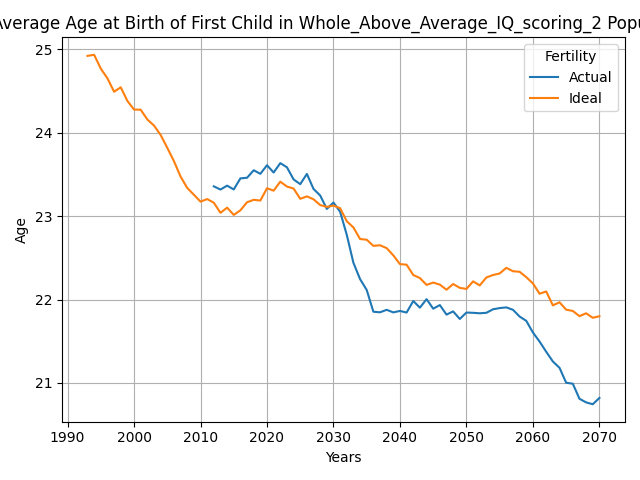 Average Age at Birth of First Child in Whole_Above_Average_IQ_scoring_2 Popu
Fertility
Actual
Ideal
25
24
23
22
21
Age
1990 2000 2010 2020 2030 2040 2050 2060 2070
Years